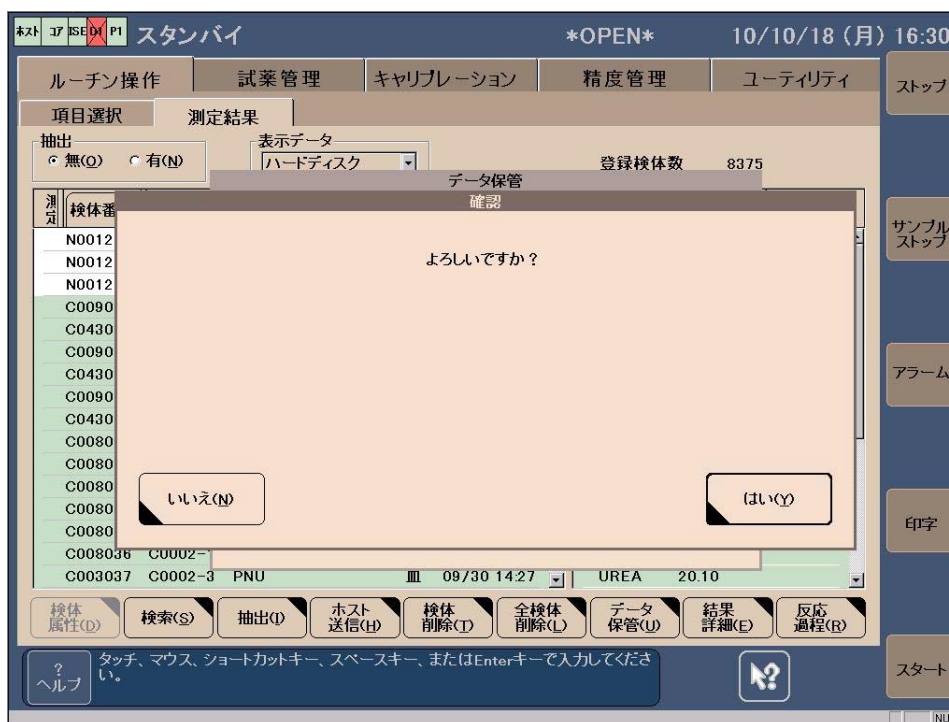 ホスト コア ISE D1 P1 スタンバイ *OPEN* 10/10/18 (月) 16:30
ルーチン操作 試薬管理 キャリブレーション 精度管理 ユーティリティ ストップ
項目選択 測定結果
抽出 表示データ
無(O) 有(N) ハードディスク 登録検体数 8375
データ保管
確認
測定 検体番
サンプル
ストップ
N0012
よろしいですか？
N0012
N0012
C0090
C0430
C0090
アラーム
C0430
C0090
C0430
C0080
C0080
C0080
いいえ(N) はい(Y)
C0080
C0080
印字
C008036 C0002-
C003037 C0002-3 PNU 皿 09/30 14:27 UREA 20.10
検体
属性(D)
検索(S)
抽出(I)
ホスト
送信(H)
検体
削除(T)
全検体
削除(L)
データ
保管(U)
結果
詳細(E)
反応
過程(R)
?
ヘルプ
タッチ、マウス、ショートカットキー、スペースキー、またはEnterキーで入力してくださ
い。
?
スタート